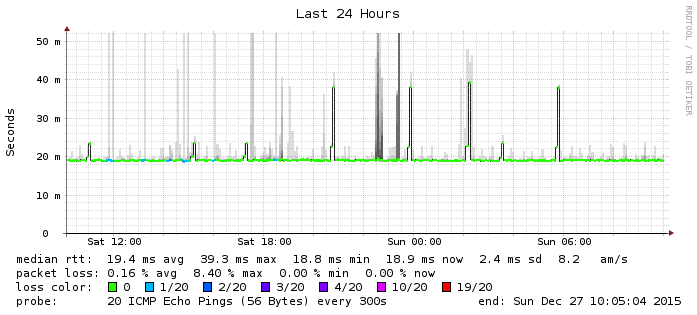 Last 24 Hours
RRDTOOL / TOBI OETIKER
Seconds
50 m
40 m
30 m
20 m
10 m
0
Sat 12:00 Sat 18:00 Sun 00:00 Sun 06:00
median rtt: 19.4 ms avg 39.3 ms max 18.8 ms min 18.9 ms now 2.4 ms sd 8.2 am/s
packet loss: 0.16 % avg 8.40 % max 0.00 % min 0.00 % now
loss color: 0 1/20 2/20 3/20 4/20 10/20 19/20
probe: 20 ICMP Echo Pings (56 Bytes) every 300s end: Sun Dec 27 10:05:04 2015